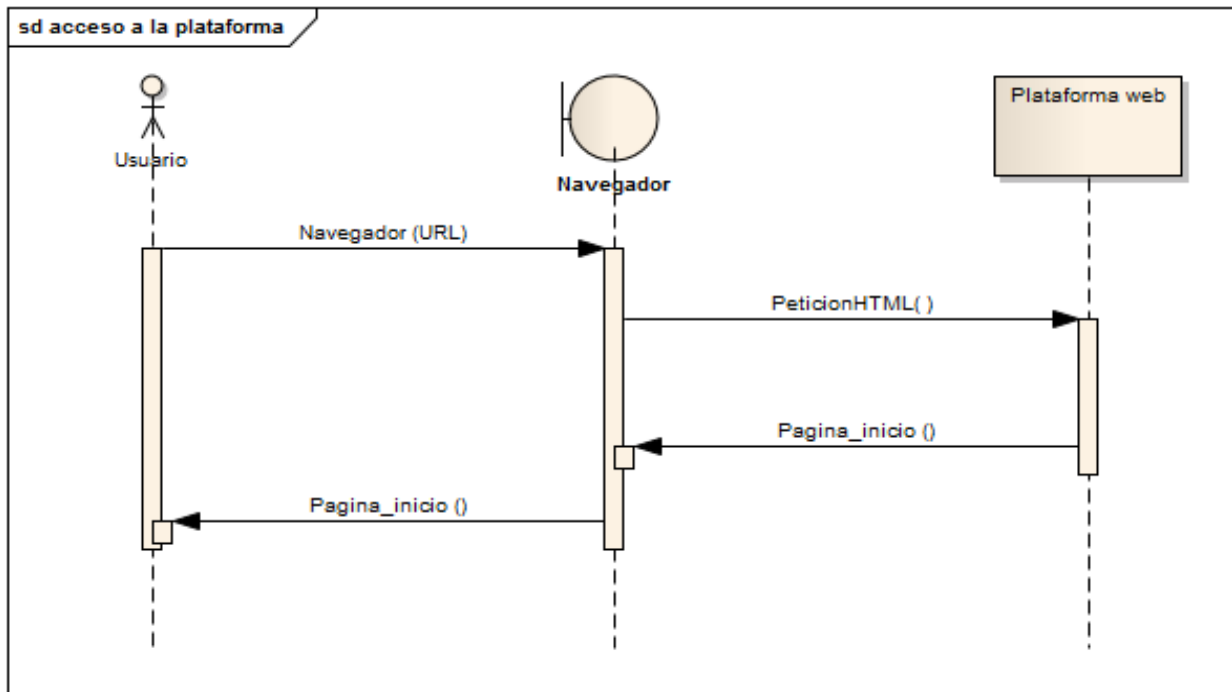 sd acceso a la plataforma
Usuario
Navegador
Plataforma web
Navegador (URL)
PeticionHTML( )
Pagina_inicio ()
Pagina_inicio ()